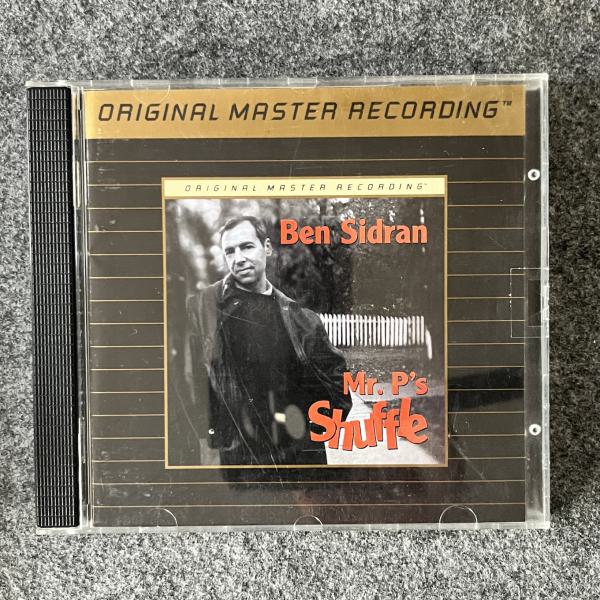 ORIGINAL MASTER RECORDING™
ORIGINAL MASTER RECORDING™
Ben Sidran
Mr. P's
Shuffle